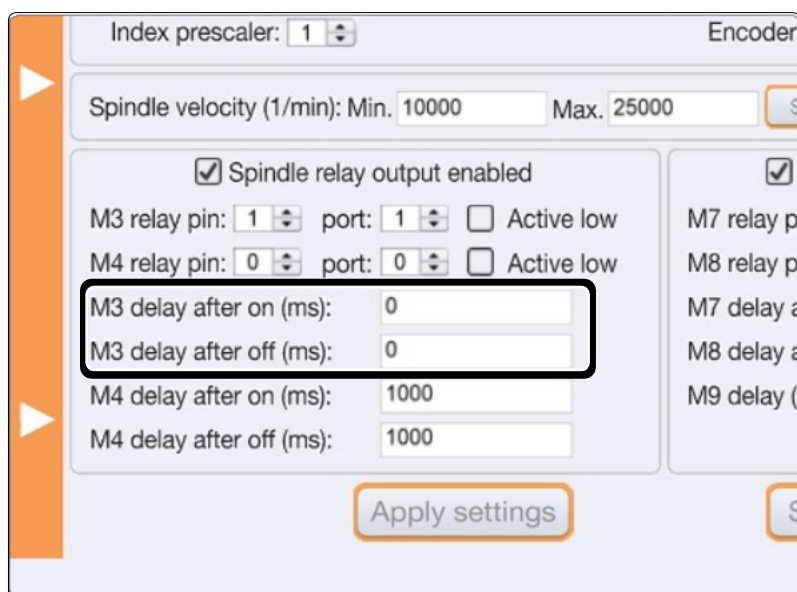 Index prescaler: 1 Encoder
Spindle velocity (1/min): Min. 10000 Max. 25000 S
Spindle relay output enabled
M3 relay pin: 1 port: 1 Active low M7 relay p
M4 relay pin: 0 port: 0 Active low M8 relay p
M3 delay after on (ms): 0 M7 delay a
M3 delay after off (ms): 0 M8 delay a
M4 delay after on (ms): 1000 M9 delay (
M4 delay after off (ms): 1000
Apply settings S